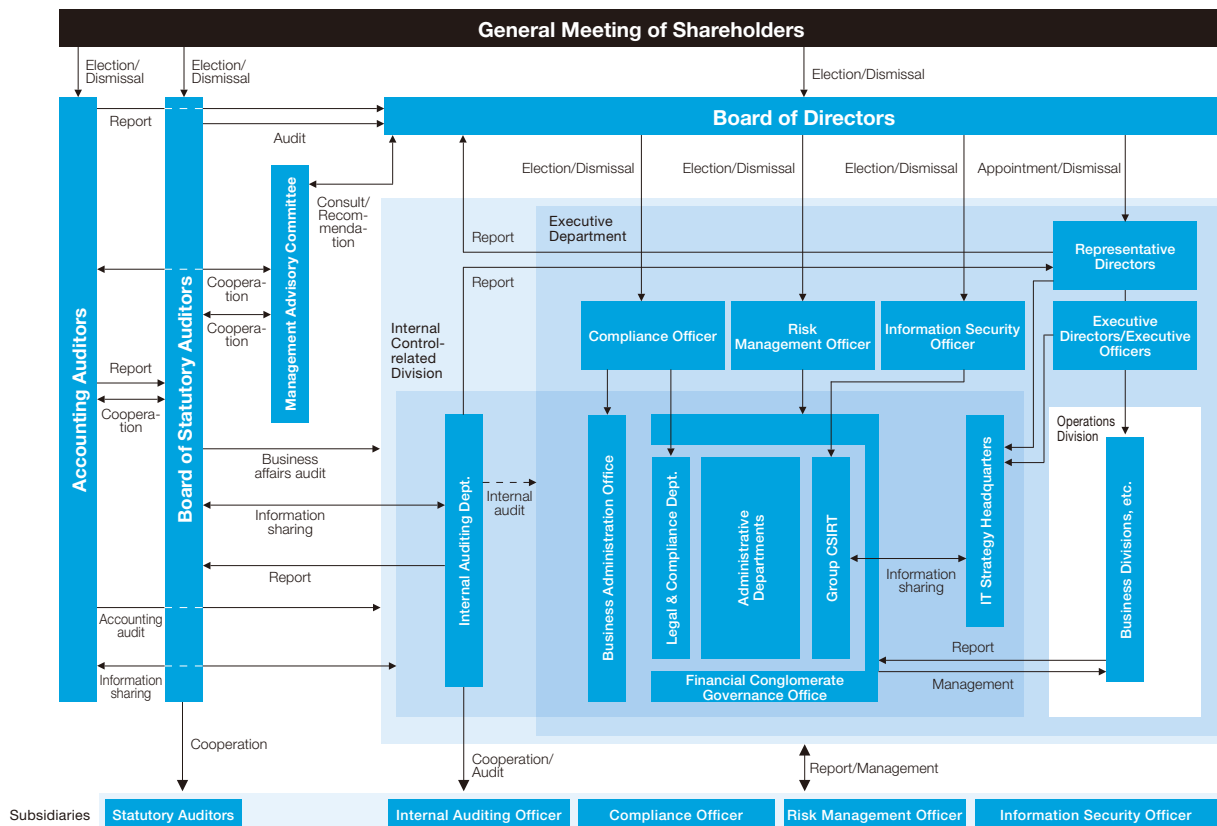 General Meeting of Shareholders
Election/
Dismissal
Election/
Dismissal
Election/Dismissal
Board of Directors
Report
Audit
Election/Dismissal
Election/Dismissal
Election/Dismissal
Appointment/Dismissal
Consult/
Recom-
menda-
tion
Management Advisory Committee
Accounting Auditors
Board of Statutory Auditors
Executive
Department
Report
Report
Representative
Directors
Coopera-
tion
Coopera-
tion
Internal
Control-
related
Division
Compliance Officer
Risk
Management Officer
Information Security
Officer
Executive
Directors/Executive
Officers
Report
Coopera-
tion
Operations
Division
Business
affairs audit
Internal
audit
Information
sharing
Report
Internal Auditing Dept.
Business Administration Office
Legal & Compliance Dept.
Administrative
Departments
Group CSIRT
Information
sharing
IT Strategy Headquarters
Business Divisions, etc.
Accounting
audit
Information
sharing
Report
Management
Financial Conglomerate
Governance Office
Cooperation
Cooperation/
Audit
Report/Management
Subsidiaries
Statutory Auditors
Internal Auditing Officer
Compliance Officer
Risk Management Officer
Information Security Officer